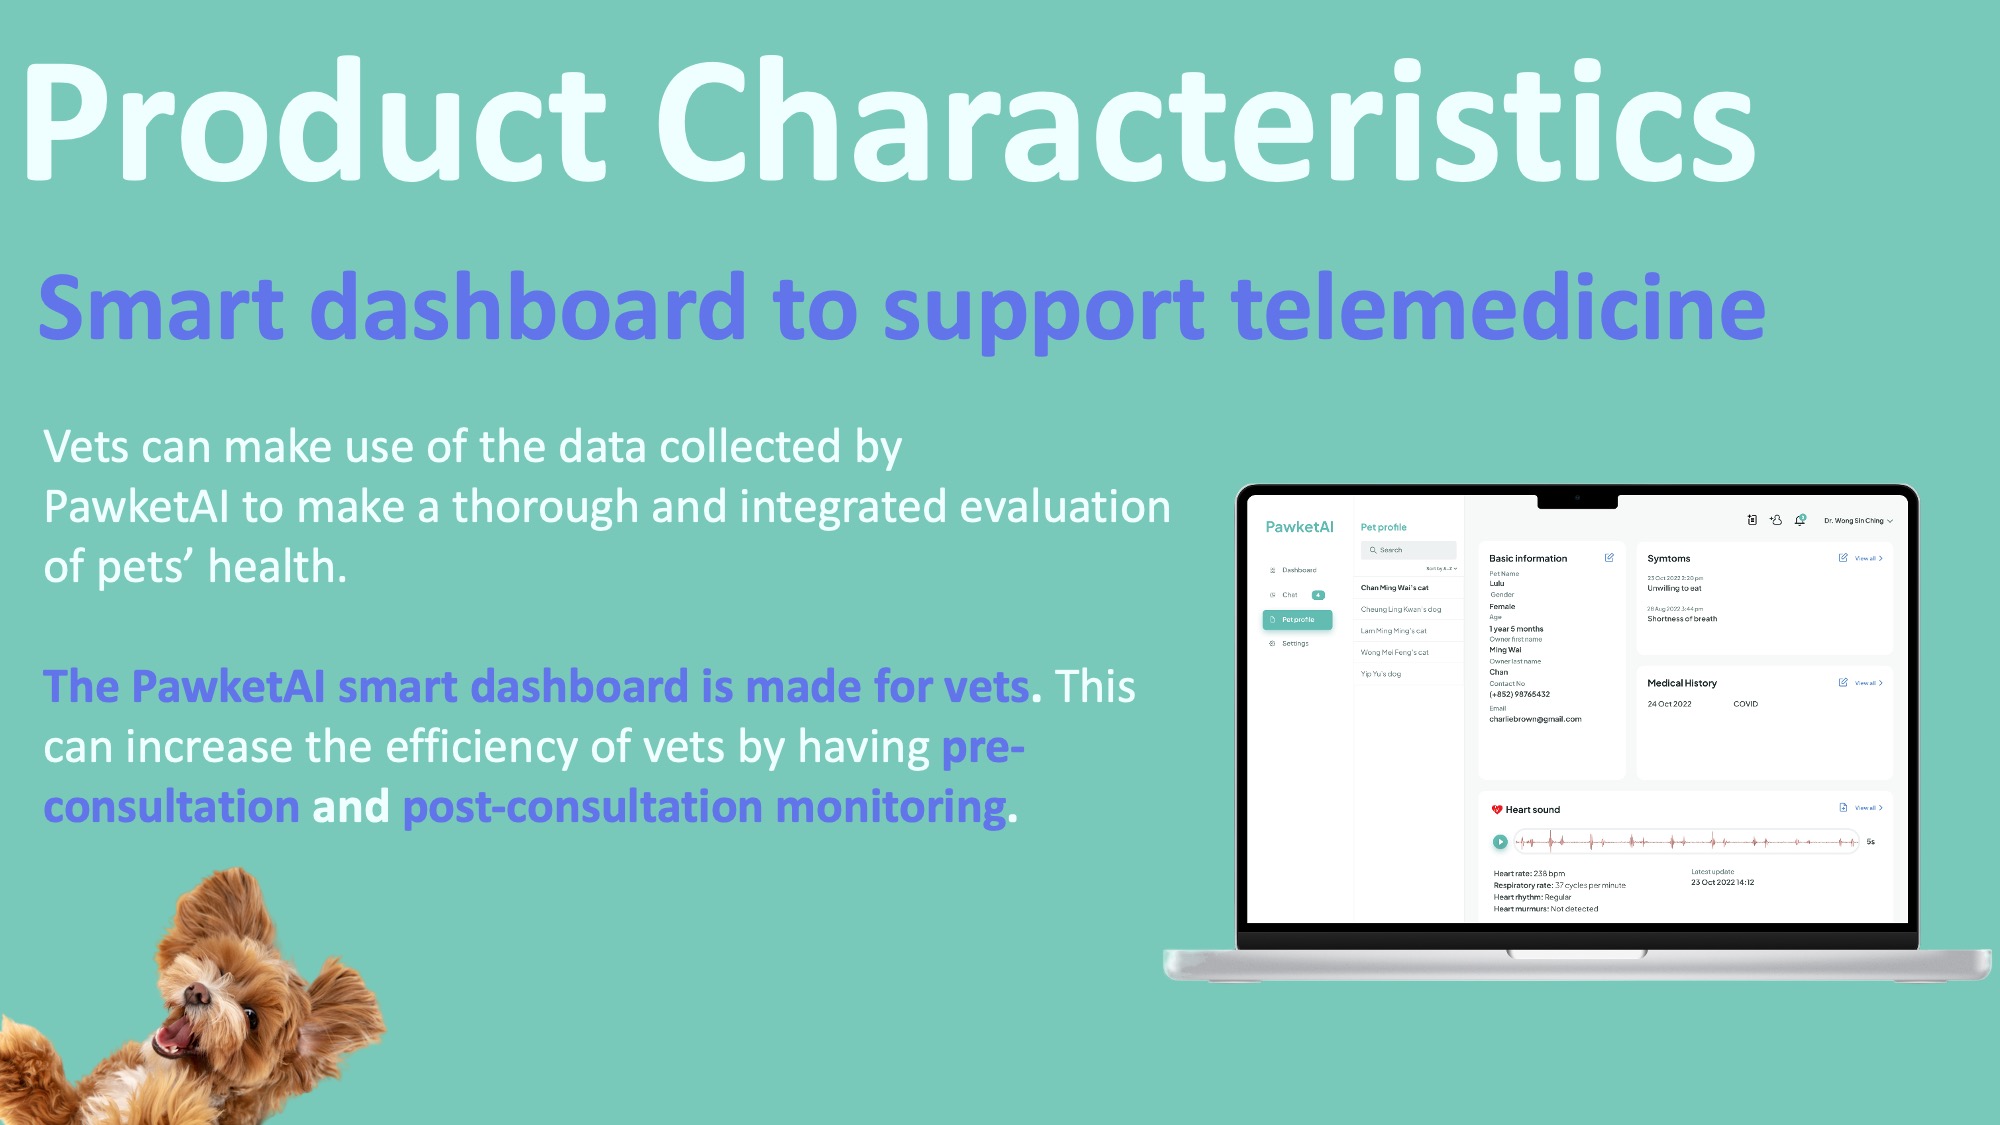 Product Characteristics
Smart dashboard to support telemedicine
Vets can make use of the data collected by
PawketAI to make a thorough and integrated evaluation
of pets’ health.
The PawketAI smart dashboard is made for vets. This
can increase the efficiency of vets by having pre-
consultation and post-consultation monitoring.
PawketAI
Dashboard
Chat 4
Pet profile
Settings
Pet profile
Search
Sort by A-Z
Chan Ming Wai's cat
Cheung Ling Kwan's dog
Lam Ming Ming's cat
Wong Mei Feng's cat
Yip Yu's dog
Dr. Wong Sin Ching
Basic information
Pet Name
Lulu
Gender
Female
Age
1 year 5 months
Owner first name
Ming Wai
Owner last name
Chan
Contact No
(+852) 98765432
Email
charliebrown@gmail.com
Symtoms
View all
23 Oct 2022 2:20 pm
Unwilling to eat
28 Aug 2022 3:44 pm
Shortness of breath
Medical History
View all
24 Oct 2022 COVID
Heart sound
View all
5s
Heart rate: 238 bpm
Respiratory rate: 37 cycles per minute
Heart rhythm: Regular
Heart murmurs: Not detected
Latest update
23 Oct 2022 14:12